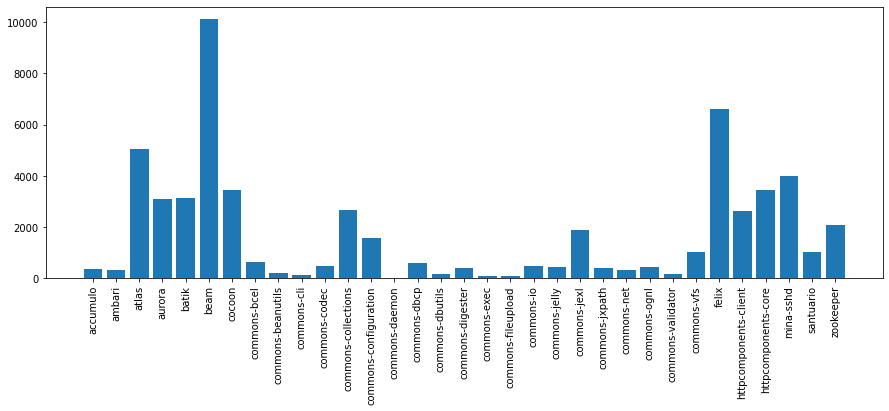 10000
8000
6000
4000
2000
0
accumulo
ambari
atlas
aurora
batik
beam
cocoon
commons-bcel
commons-beanutils
commons-cli
commons-codec
commons-collections
commons-configuration
commons-daemon
commons-dbcp
commons-dbutils
commons-digester
commons-exec
commons-fileupload
commons-io
commons-jelly
commons-jexl
commons-jxpath
commons-net
commons-ognl
commons-validator
commons-vfs
felix
httpcomponents-client
httpcomponents-core
mina-sshd
santuario
zookeeper